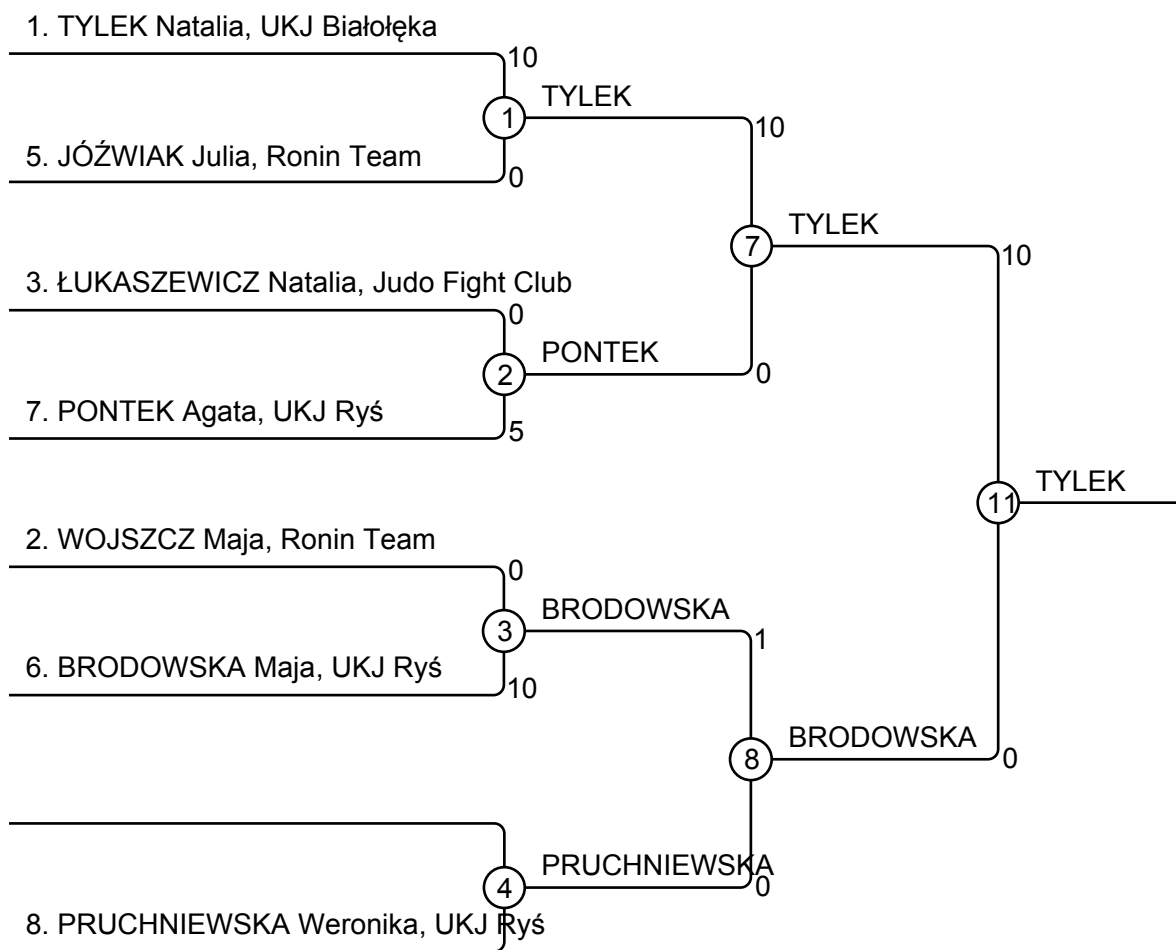 1. TYLEK Natalia, UKJ Białołęka
10
TYLEK
1
10
5. JÓŹWIAK Julia, Ronin Team
0
TYLEK
7
10
3. ŁUKASZEWICZ Natalia, Judo Fight Club
0
PONTEK
2
0
7. PONTEK Agata, UKJ Ryś
5
TYLEK
11
2. WOJSZCZ Maja, Ronin Team
0
BRODOWSKA
3
1
6. BRODOWSKA Maja, UKJ Ryś
10
BRODOWSKA
8
0
PRUCHNIEWSKA
4
0
8. PRUCHNIEWSKA Weronika, UKJ Ryś